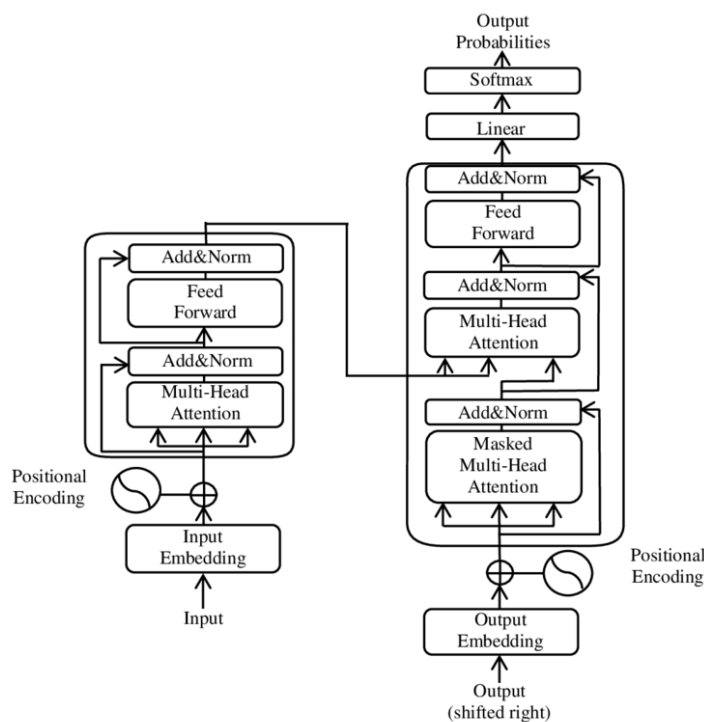 Output
Probabilities
Softmax
Linear
Add&Norm
Feed
Forward
Add&Norm
Multi-Head
Attention
Add&Norm
Masked
Multi-Head
Attention
Positional
Encoding
Output
Embedding
Output
(shifted right)
Add&Norm
Feed
Forward
Add&Norm
Multi-Head
Attention
Positional
Encoding
Input
Embedding
Input